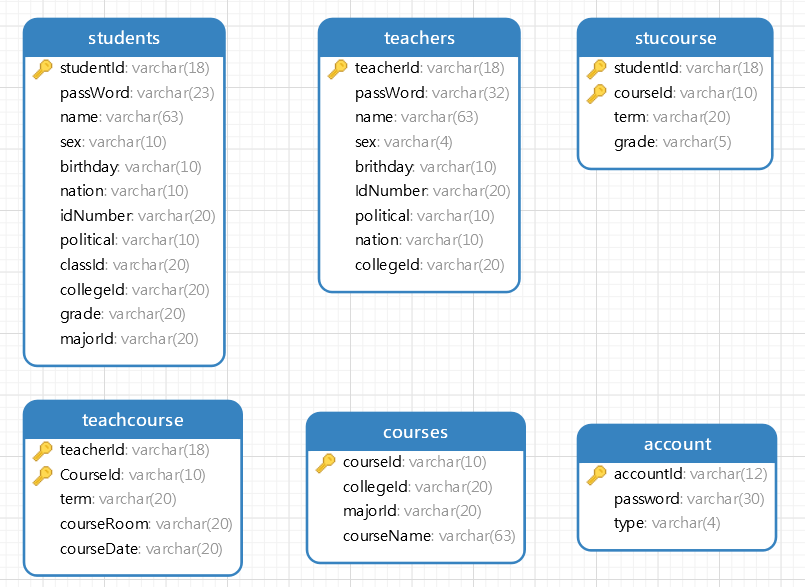 students
studentId: varchar(18)
passWord: varchar(23)
name: varchar(63)
sex: varchar(10)
birthday: varchar(10)
nation: varchar(10)
idNumber: varchar(20)
political: varchar(10)
classId: varchar(20)
collegeId: varchar(20)
grade: varchar(20)
majorId: varchar(20)
teachers
teacherId: varchar(18)
passWord: varchar(32)
name: varchar(63)
sex: varchar(4)
brithday: varchar(10)
IdNumber: varchar(20)
political: varchar(10)
nation: varchar(10)
collegeId: varchar(20)
stucourse
studentId: varchar(18)
courseId: varchar(10)
term: varchar(20)
grade: varchar(5)
teachcourse
teacherId: varchar(18)
CourseId: varchar(10)
term: varchar(20)
courseRoom: varchar(20)
courseDate: varchar(20)
courses
courseId: varchar(10)
collegeId: varchar(20)
majorId: varchar(20)
courseName: varchar(63)
account
accountId: varchar(12)
password: varchar(30)
type: varchar(4)